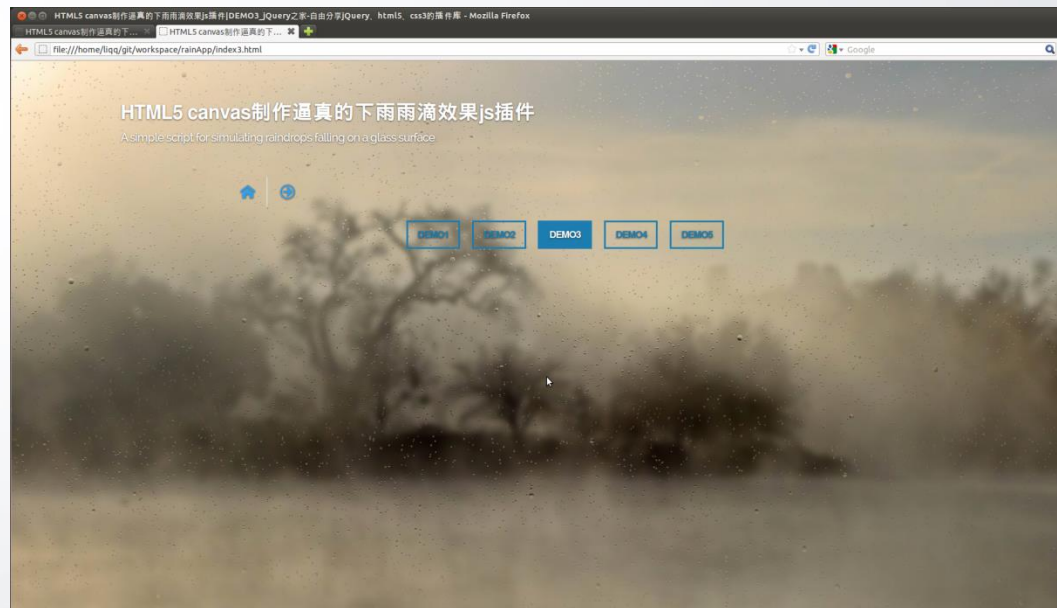 HTML5 canvas制作逼真的下雨雨滴效果js插件|DEMO3_jQuery之家-自由分享jQuery、html5、css3的插件库 - Mozilla Firefox
HTML5 canvas制作逼真的下... HTML5 canvas制作逼真的下...
file:///home/liqq/git/workspace/rainApp/index3.html Google
HTML5 canvas制作逼真的下雨雨滴效果js插件
A simple script for simulating raindrops falling on a glass surface
DEMO1 DEMO2 DEMO3 DEMO4 DEMO5